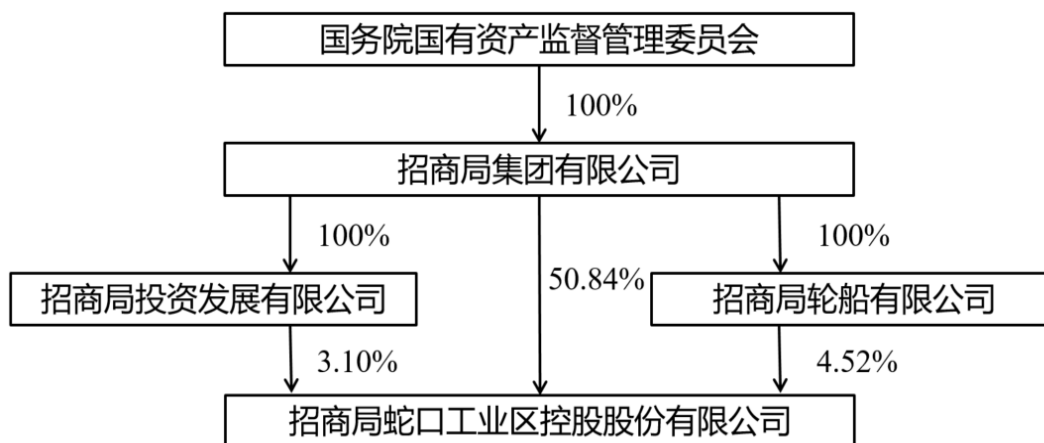 国务院国有资产监督管理委员会
100%
招商局集团有限公司
100%
100%
50.84%
招商局投资发展有限公司
招商局轮船有限公司
3.10%
4.52%
招商局蛇口工业区控股股份有限公司